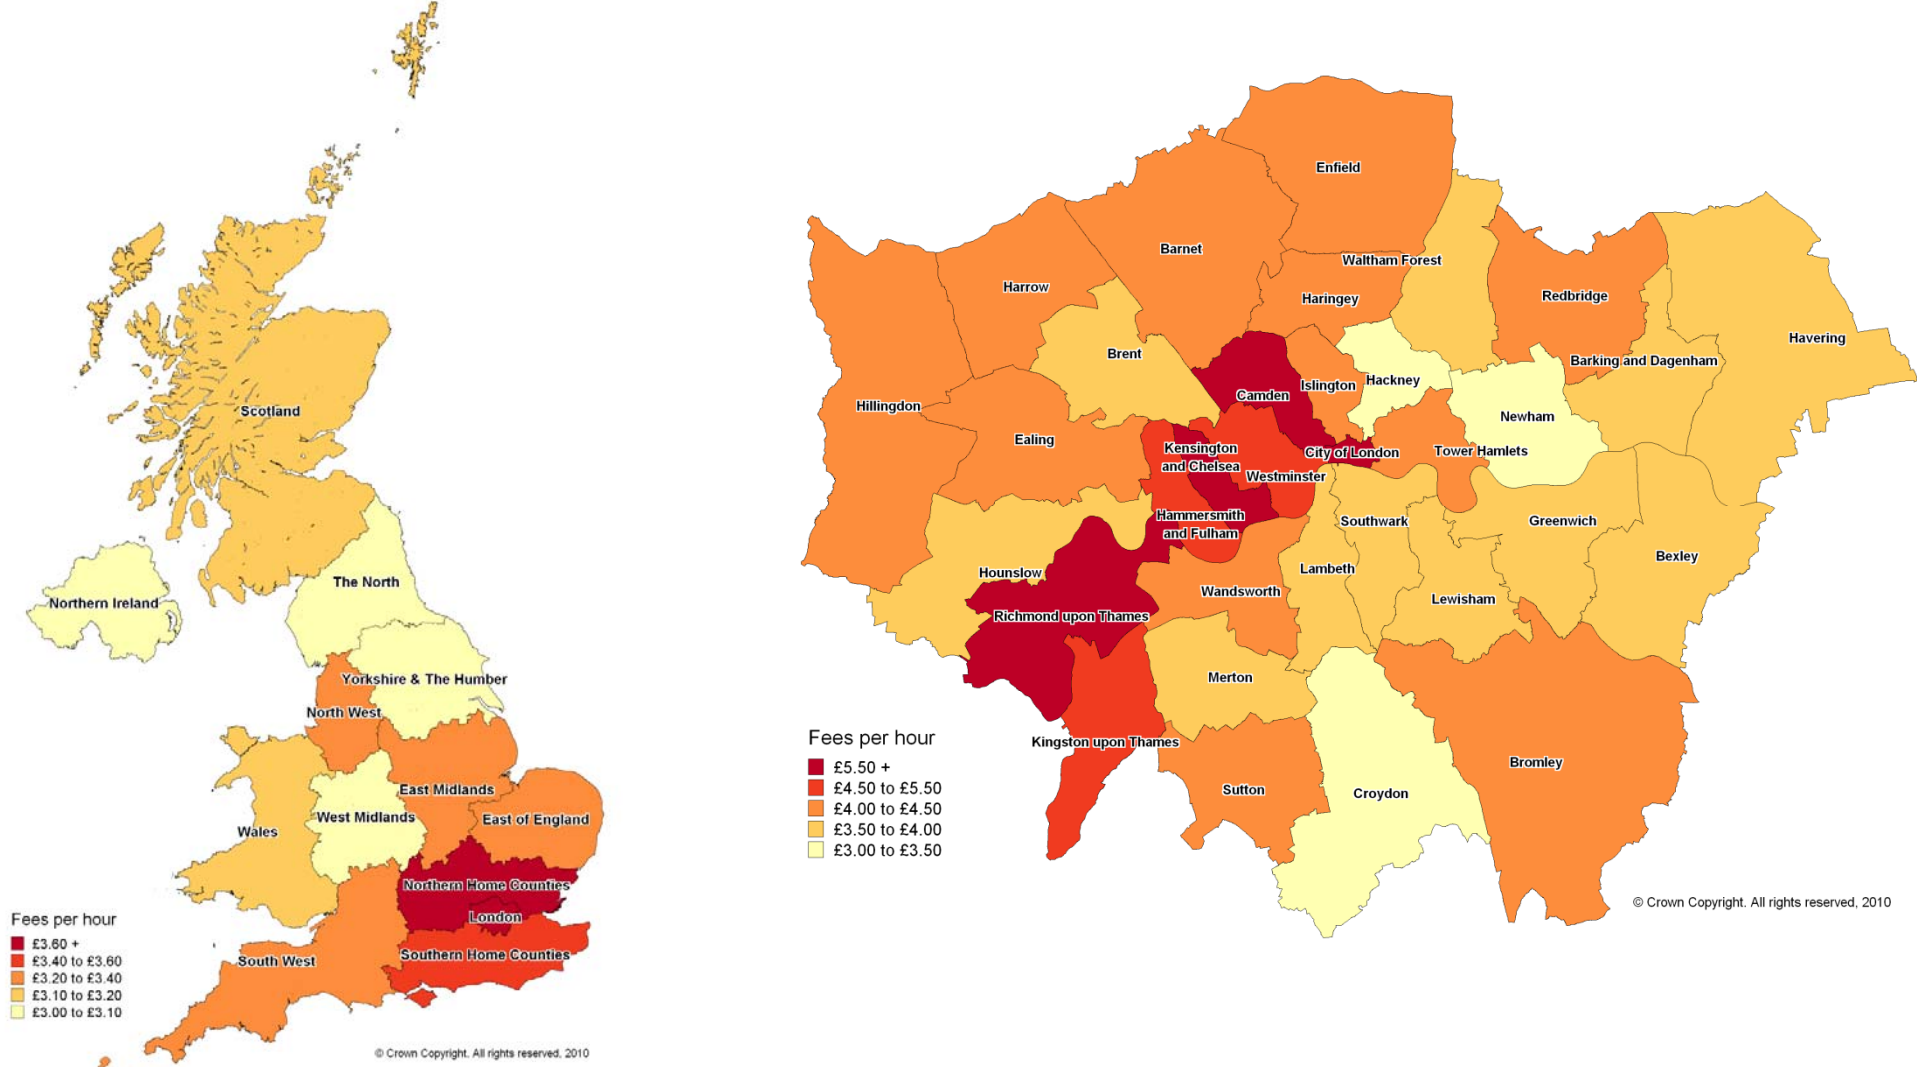 Scotland
The North
Northern Ireland
Yorkshire & The Humber
North West
East Midlands
West Midlands
East of England
Wales
Northern Home Counties
London
Southern Home Counties
South West
Fees per hour
£3.60 +
£3.40 to £3.60
£3.20 to £3.40
£3.10 to £3.20
£3.00 to £3.10
© Crown Copyright. All rights reserved, 2010
Enfield
Barnet
Waltham Forest
Harrow
Haringey
Redbridge
Havering
Brent
Barking and Dagenham
Islington
Hackney
Camden
Hillingdon
Newham
Ealing
Kensington
and Chelsea
City of London
Tower Hamlets
Westminster
Hammersmith
and Fulham
Southwark
Greenwich
Bexley
Hounslow
Lambeth
Wandsworth
Lewisham
Richmond upon Thames
Merton
Kingston upon Thames
Bromley
Sutton
Croydon
Fees per hour
£5.50 +
£4.50 to £5.50
£4.00 to £4.50
£3.50 to £4.00
£3.00 to £3.50
© Crown Copyright. All rights reserved, 2010